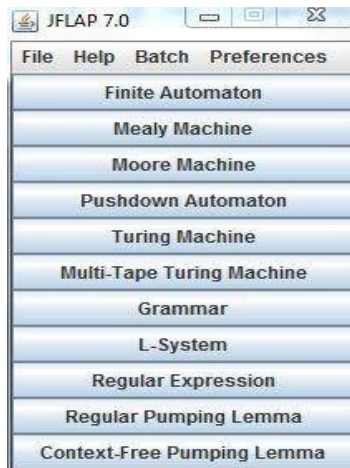 JFLAP 7.0
File Help Batch Preferences
Finite Automaton
Mealy Machine
Moore Machine
Pushdown Automaton
Turing Machine
Multi-Tape Turing Machine
Grammar
L-System
Regular Expression
Regular Pumping Lemma
Context-Free Pumping Lemma